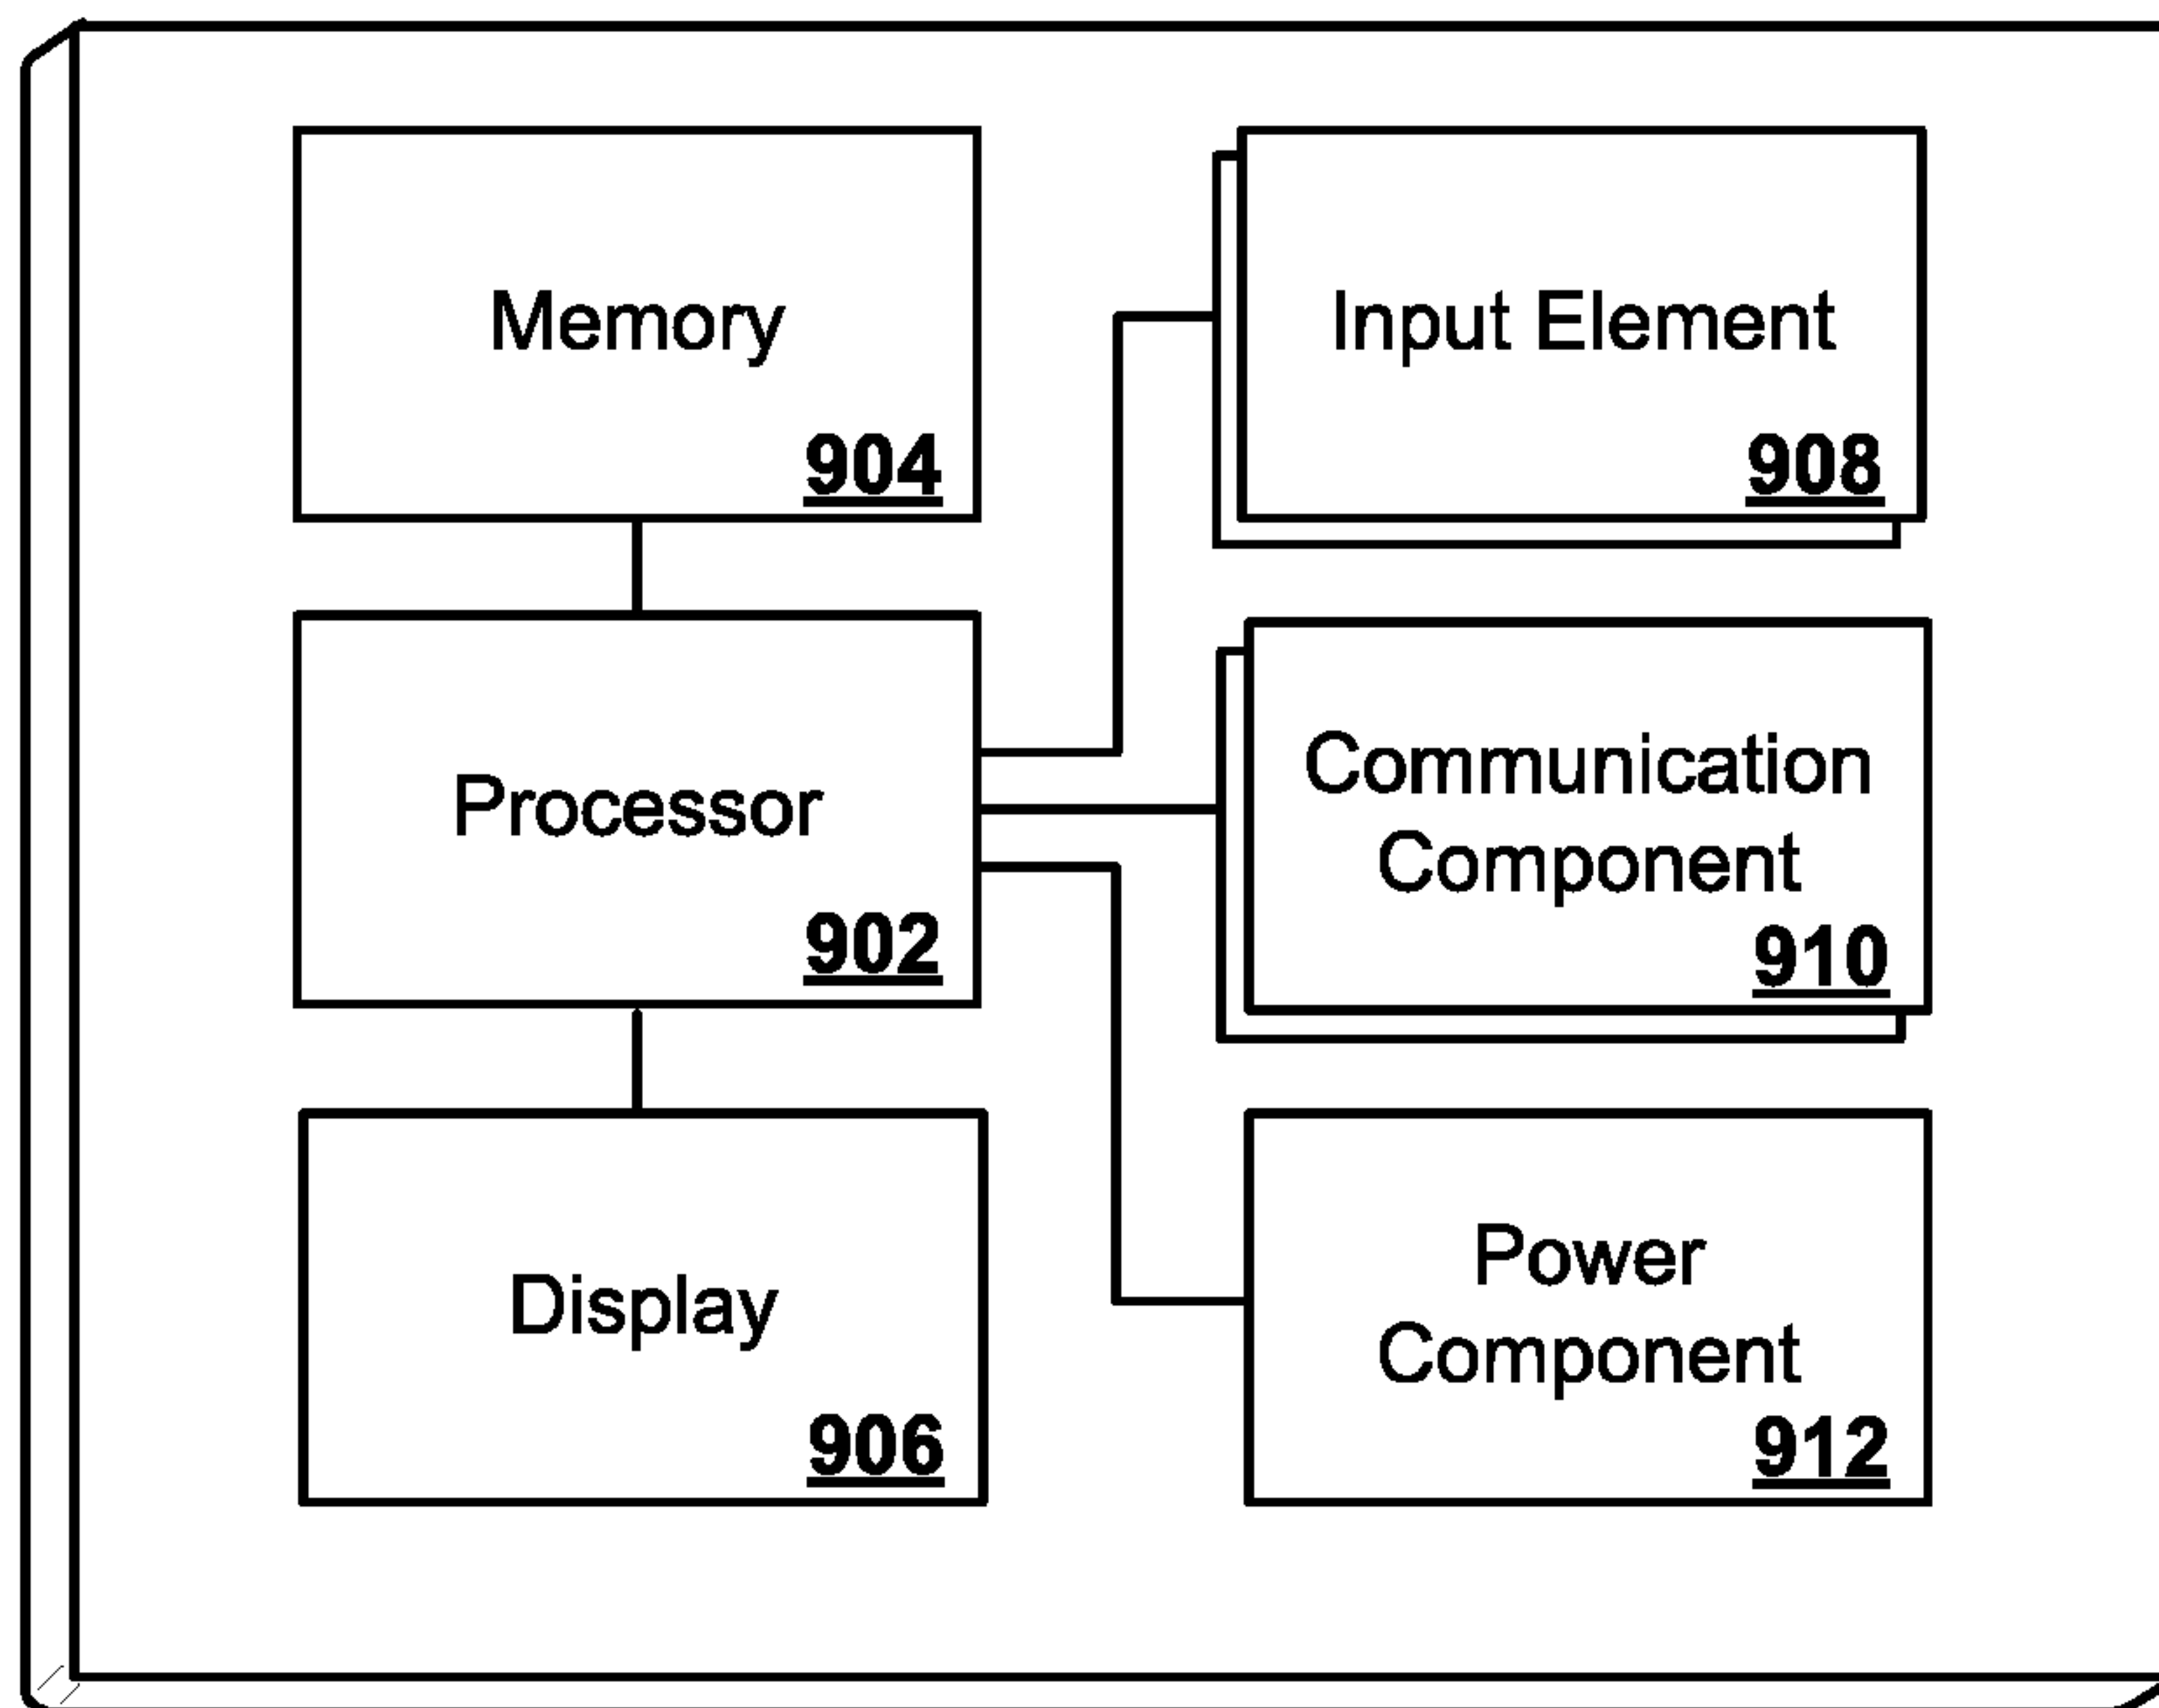 Memory
904
Input Element
908
Processor
902
Communication
Component
910
Display
906
Power
Component
912